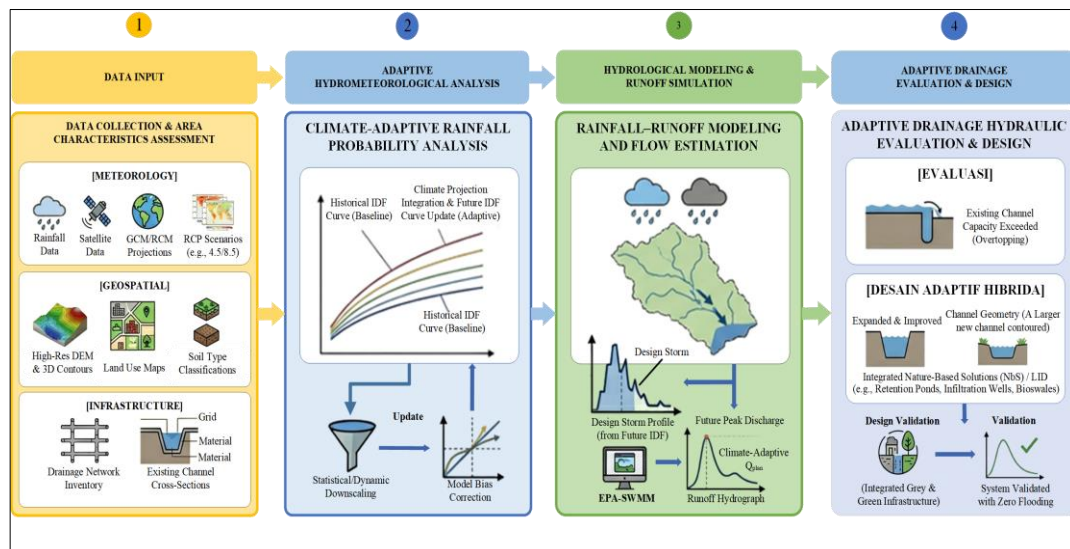 1
2
3
4
DATA INPUT
ADAPTIVE
HYDROMETEOROLOGICAL ANALYSIS
HYDROLOGICAL MODELING &
RUNOFF SIMULATION
ADAPTIVE DRAINAGE
EVALUATION & DESIGN
DATA COLLECTION & AREA
CHARACTERISTICS ASSESSMENT
[METEOROLOGY]
Rainfall
Data
Satellite
Data
GCM/RCM
Projections
RCP Scenarios
(e.g., 4.5/8.5)
[GEOSPATIAL]
High-Res DEM
& 3D Contours
Land Use Maps
Soil Type
Classifications
[INFRASTRUCTURE]
Grid
Material
Material
Drainage Network
Inventory
Existing Channel
Cross-Sections
CLIMATE-ADAPTIVE RAINFALL
PROBABILITY ANALYSIS
Historical IDF
Curve (Baseline)
Climate Projection
Integration & Future IDF
Curve Update (Adaptive)
Historical IDF
Curve (Baseline)
Update
Statistical/Dynamic
Downscaling
Model Bias
Correction
RAINFALL–RUNOFF MODELING
AND FLOW ESTIMATION
Design Storm
Design Storm Profile
(from Future IDF)
Future Peak Discharge
EPA-SWMM
Climate-Adaptive
Qplan
Runoff Hydrograph
ADAPTIVE DRAINAGE HYDRAULIC
EVALUATION & DESIGN
[EVALUASI]
Existing Channel
Capacity Exceeded
(Overtopping)
[DESAIN ADAPTIF HIBRIDA]
Expanded & Improved
Channel Geometry (A Larger
new channel contoured)
Integrated Nature-Based Solutions (NbS) / LID
(e.g., Retention Ponds, Infiltration Wells, Bioswales)
Design Validation
Validation
(Integrated Grey &
Green Infrastructure)
System Validated
with Zero Flooding